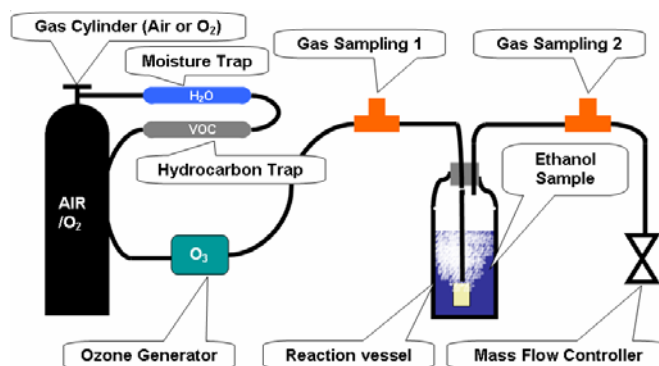 Gas Cylinder (Air or O₂)
Gas Sampling 1
Gas Sampling 2
Moisture Trap
H₂O
VOC
Hydrocarbon Trap
Ethanol
Sample
AIR
/O₂
O₃
Ozone Generator
Reaction vessel
Mass Flow Controller